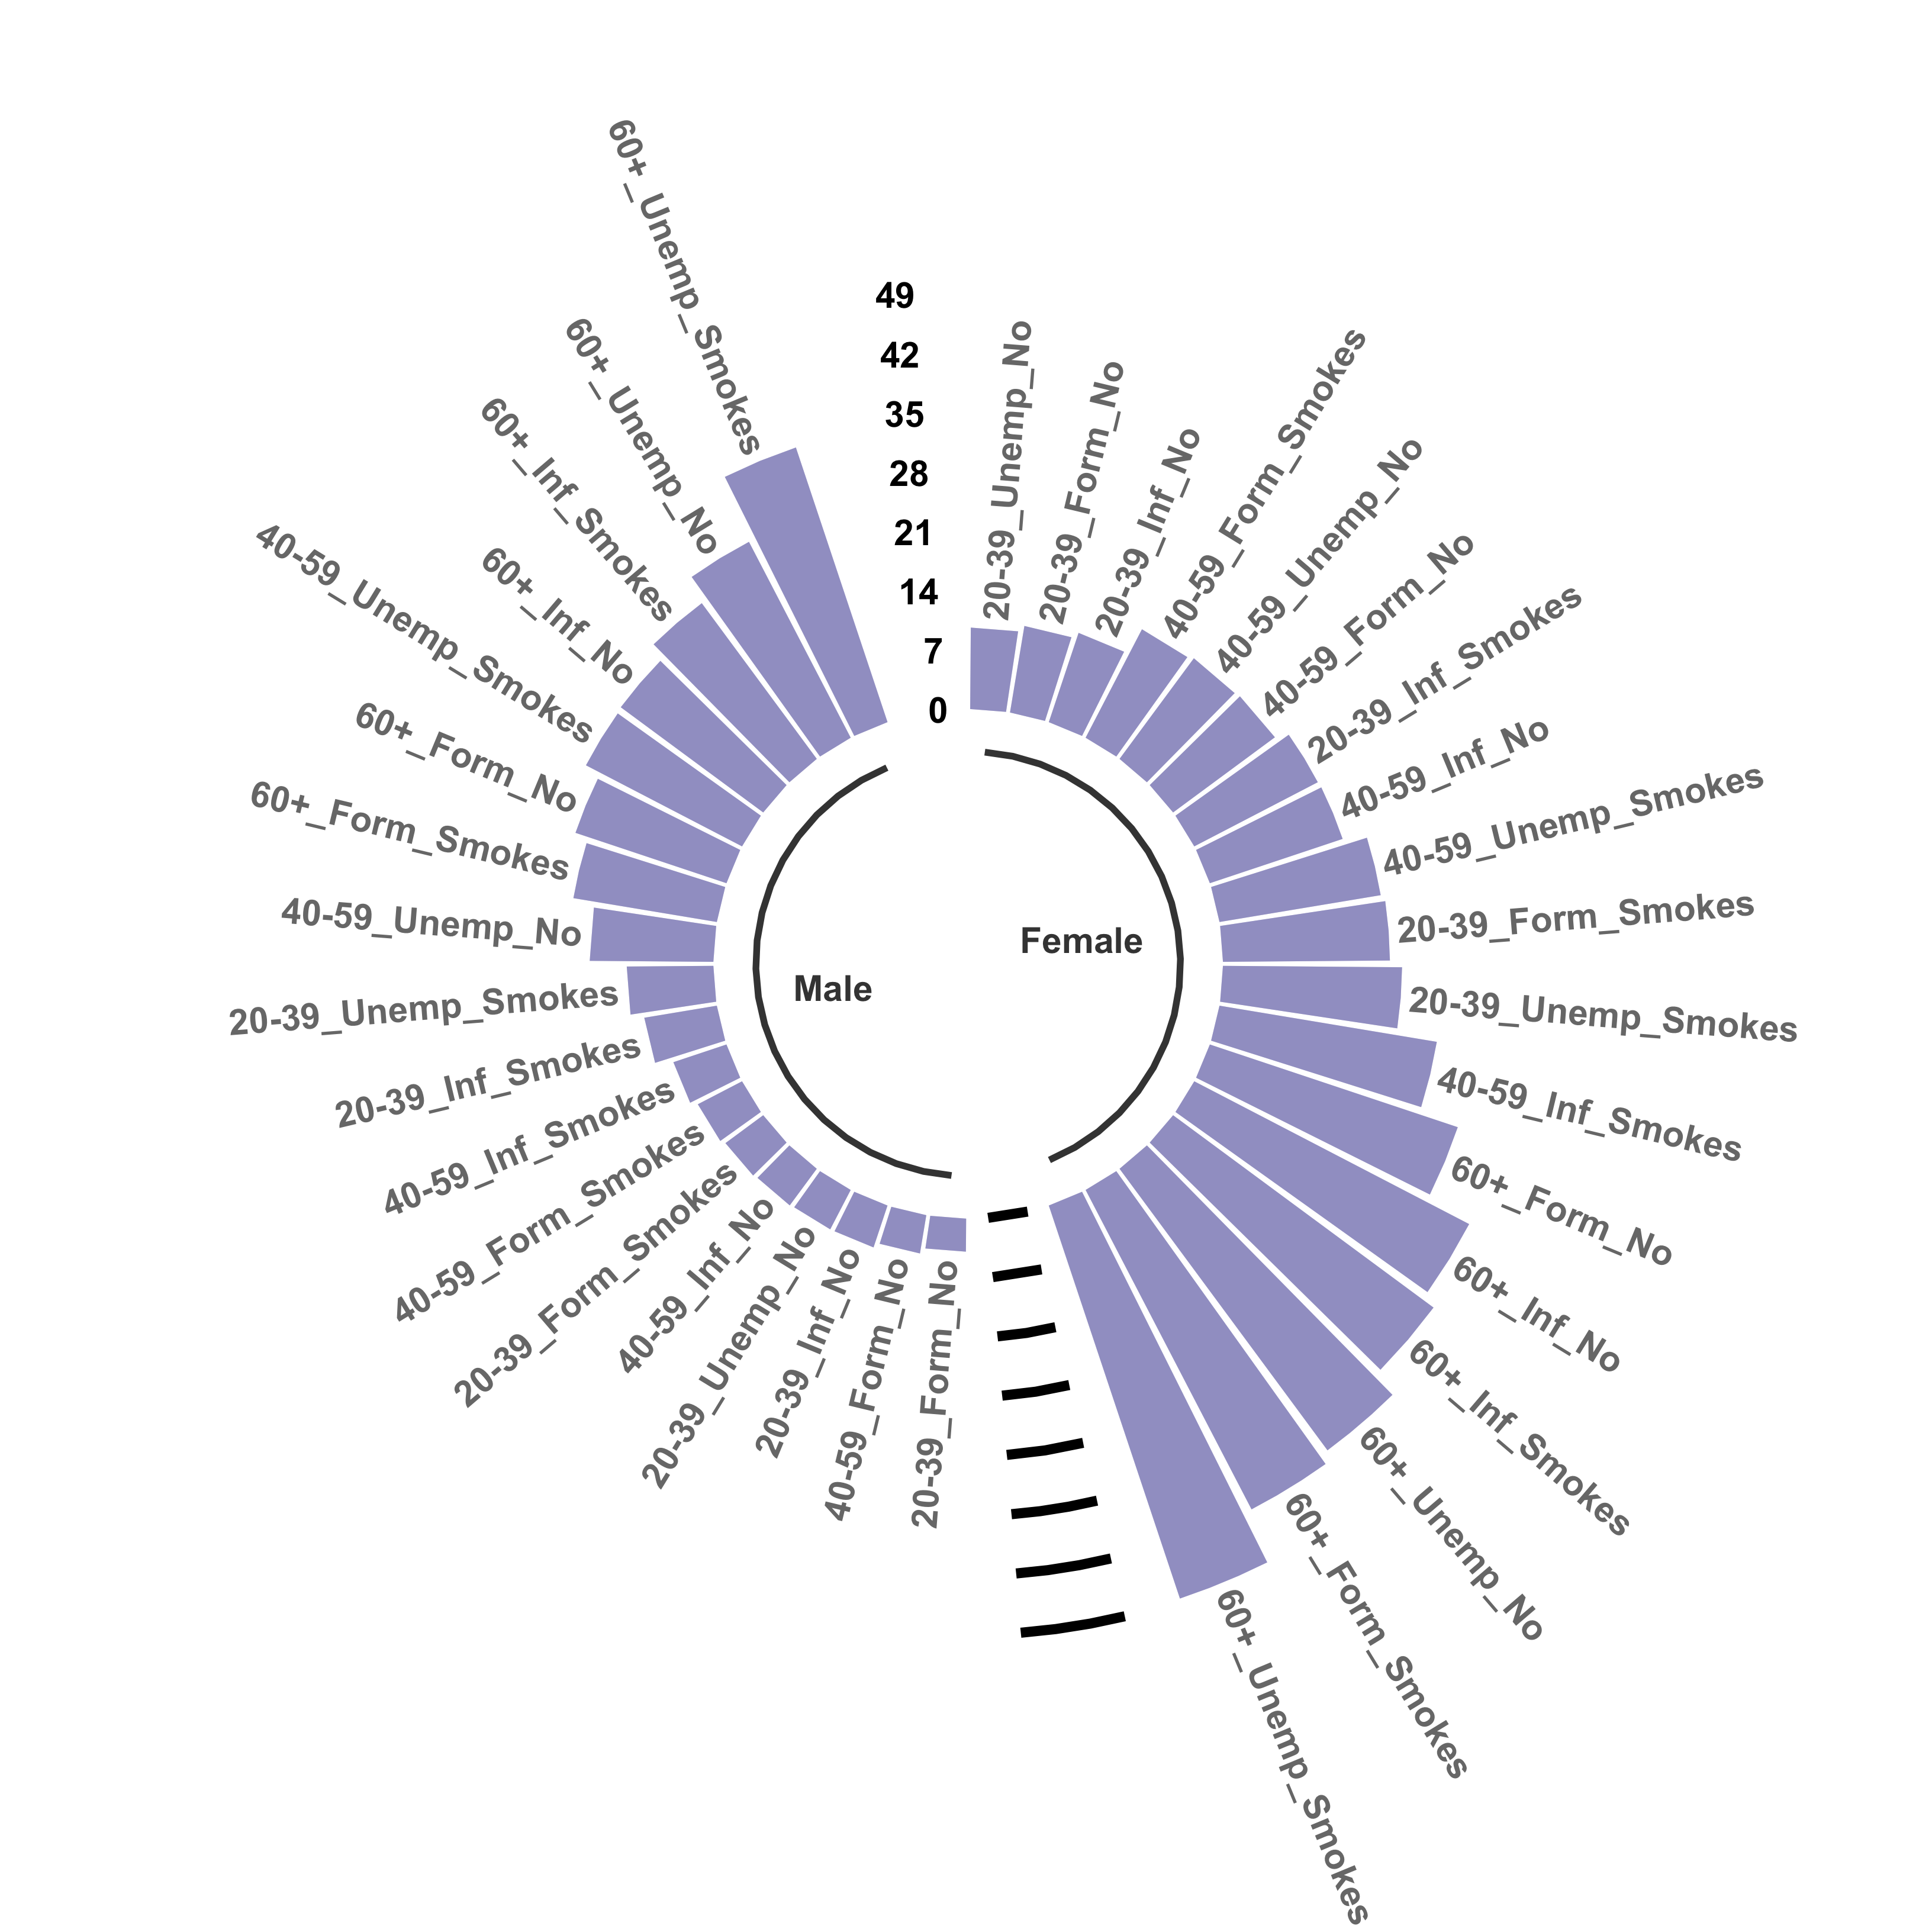 49
42
35
28
21
14
7
0
20-39_Unemp_No
20-39_Form_No
20-39_Inf_No
40-59_Form_Smokes
40-59_Unemp_No
40-59_Form_No
20-39_Inf_Smokes
40-59_Inf_No
40-59_Unemp_Smokes
20-39_Form_Smokes
20-39_Unemp_Smokes
40-59_Inf_Smokes
60+_Form_No
60+_Inf_No
60+_Inf_Smokes
60+_Unemp_No
60+_Form_Smokes
60+_Unemp_Smokes
20-39_Form_No
40-59_Form_No
20-39_Inf_No
20-39_Unemp_No
40-59_Inf_No
20-39_Form_Smokes
40-59_Form_Smokes
40-59_Inf_Smokes
20-39_Inf_Smokes
20-39_Unemp_Smokes
40-59_Unemp_No
60+_Form_Smokes
60+_Form_No
40-59_Unemp_Smokes
60+_Inf_No
60+_Inf_Smokes
60+_Unemp_No
60+_Unemp_Smokes
Female
Male